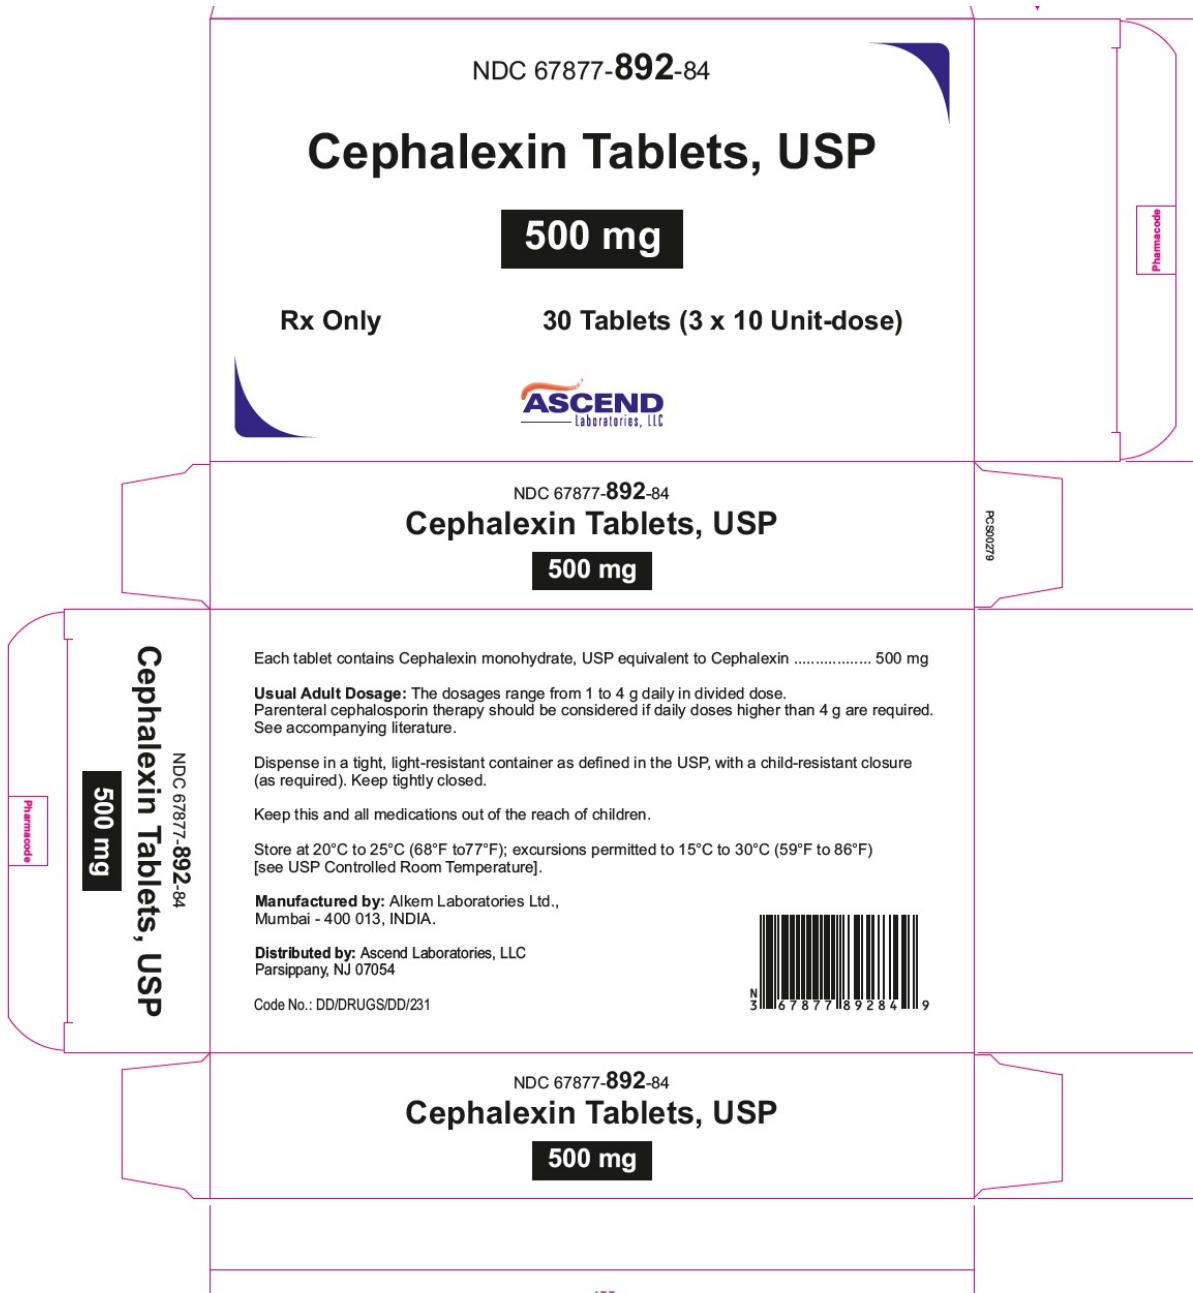 NDC 67877-892-84
Cephalexin Tablets, USP
500 mg
Rx Only
30 Tablets (3 x 10 Unit-dose)
ASCEND
Laboratories, LLC
Pharmacode
NDC 67877-892-84
Cephalexin Tablets, USP
500 mg
PCS00279
Each tablet contains Cephalexin monohydrate, USP equivalent to Cephalexin .................. 500 mg
Usual Adult Dosage: The dosages range from 1 to 4 g daily in divided dose.
Parenteral cephalosporin therapy should be considered if daily doses higher than 4 g are required.
See accompanying literature.
Dispense in a tight, light-resistant container as defined in the USP, with a child-resistant closure
(as required). Keep tightly closed.
Keep this and all medications out of the reach of children.
Store at 20°C to 25°C (68°F to77°F); excursions permitted to 15°C to 30°C (59°F to 86°F)
[see USP Controlled Room Temperature].
Manufactured by: Alkem Laboratories Ltd.,
Mumbai - 400 013, INDIA.
Distributed by: Ascend Laboratories, LLC
Parsippany, NJ 07054
Code No.: DD/DRUGS/DD/231
N
3 67877 89284 9
NDC 67877-892-84
Cephalexin Tablets, USP
500 mg
Pharmacode
NDC 67877-892-84
Cephalexin Tablets, USP
500 mg